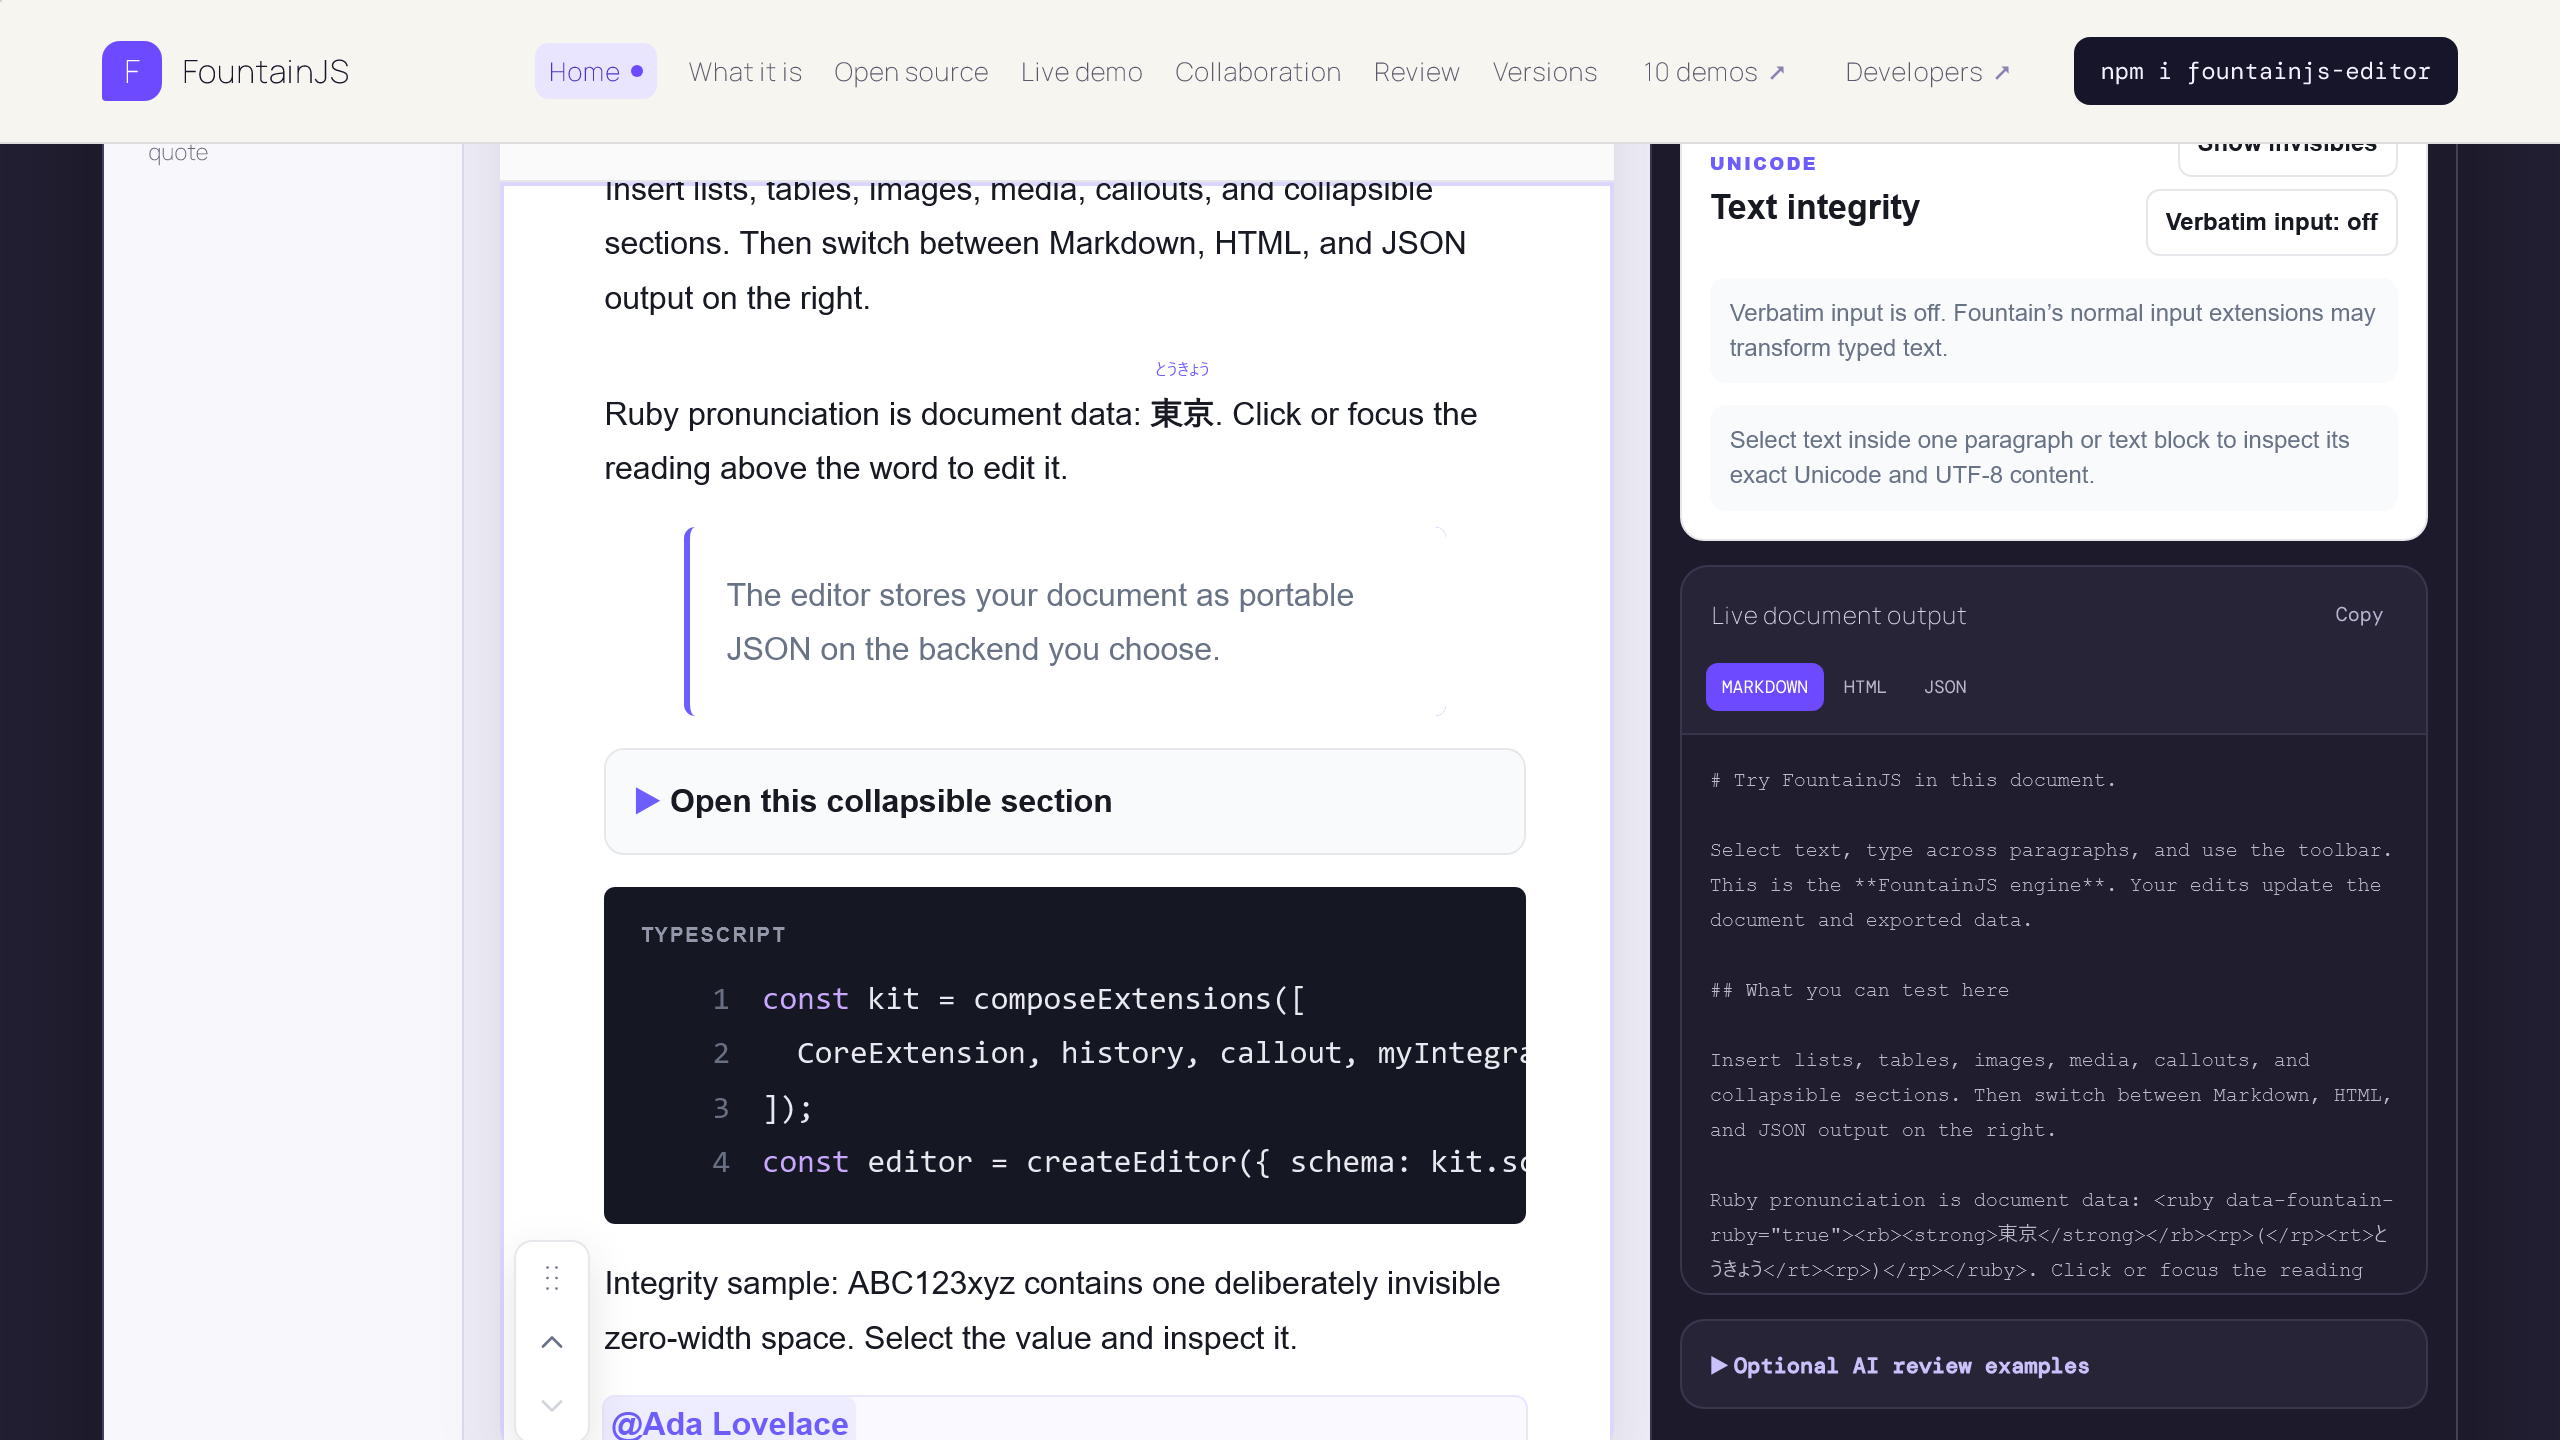 F FountainJS
Home
What it is
Open source
Live demo
Collaboration
Review
Versions
10 demos ↗
Developers ↗
npm i fountainjs-editor
quote
Insert lists, tables, images, media, callouts, and collapsible
sections. Then switch between Markdown, HTML, and JSON
output on the right.
とうきょう
Ruby pronunciation is document data: 東京. Click or focus the
reading above the word to edit it.
The editor stores your document as portable
JSON on the backend you choose.
▶ Open this collapsible section
TYPESCRIPT
1 const kit = composeExtensions([
2 CoreExtension, history, callout, myIntegra
3 ]);
4 const editor = createEditor({ schema: kit.sc
Integrity sample: ABC123xyz contains one deliberately invisible
zero-width space. Select the value and inspect it.
@Ada Lovelace
Show invisibles
UNICODE
Text integrity
Verbatim input: off
Verbatim input is off. Fountain’s normal input extensions may
transform typed text.
Select text inside one paragraph or text block to inspect its
exact Unicode and UTF-8 content.
Live document output
Copy
MARKDOWN
HTML
JSON
# Try FountainJS in this document.
Select text, type across paragraphs, and use the toolbar.
This is the **FountainJS engine**. Your edits update the
document and exported data.
## What you can test here
Insert lists, tables, images, media, callouts, and
collapsible sections. Then switch between Markdown, HTML,
and JSON output on the right.
Ruby pronunciation is document data: <ruby data-fountain-
ruby="true"><rb><strong>東京</strong></rb><rp>(</rp><rt>と
うきょう</rt><rp>)</rp></ruby>. Click or focus the reading
▶ Optional AI review examples